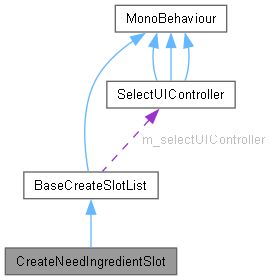 MonoBehaviour
SelectUIController
m_selectUIController
BaseCreateSlotList
CreateNeedIngredientSlot